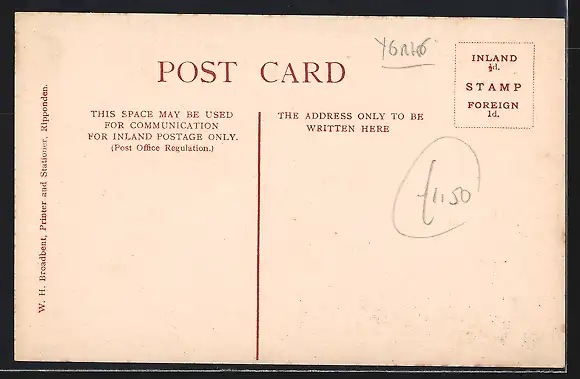 POST CARD
INLAND
½d.
STAMP
FOREIGN
1d.
THIS SPACE MAY BE USED
FOR COMMUNICATION
FOR INLAND POSTAGE ONLY.
(Post Office Regulation.)
THE ADDRESS ONLY TO BE
WRITTEN HERE
£1.50
W. H. Broadbent, Printer and Stationer, Ripponden.